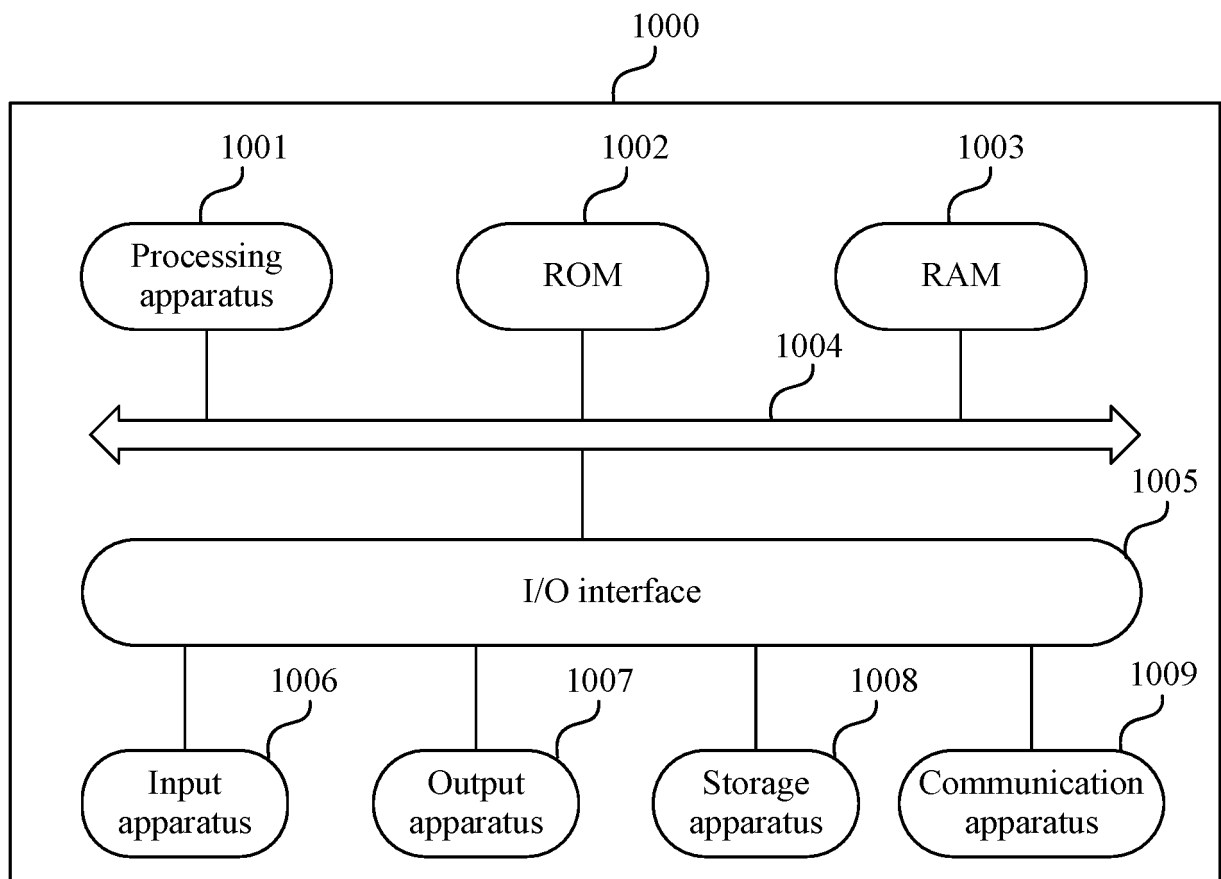 1000
1001
1002
1003
Processing
apparatus
ROM
RAM
1004
1005
I/O interface
1006
1007
1008
1009
Input
apparatus
Output
apparatus
Storage
apparatus
Communication
apparatus